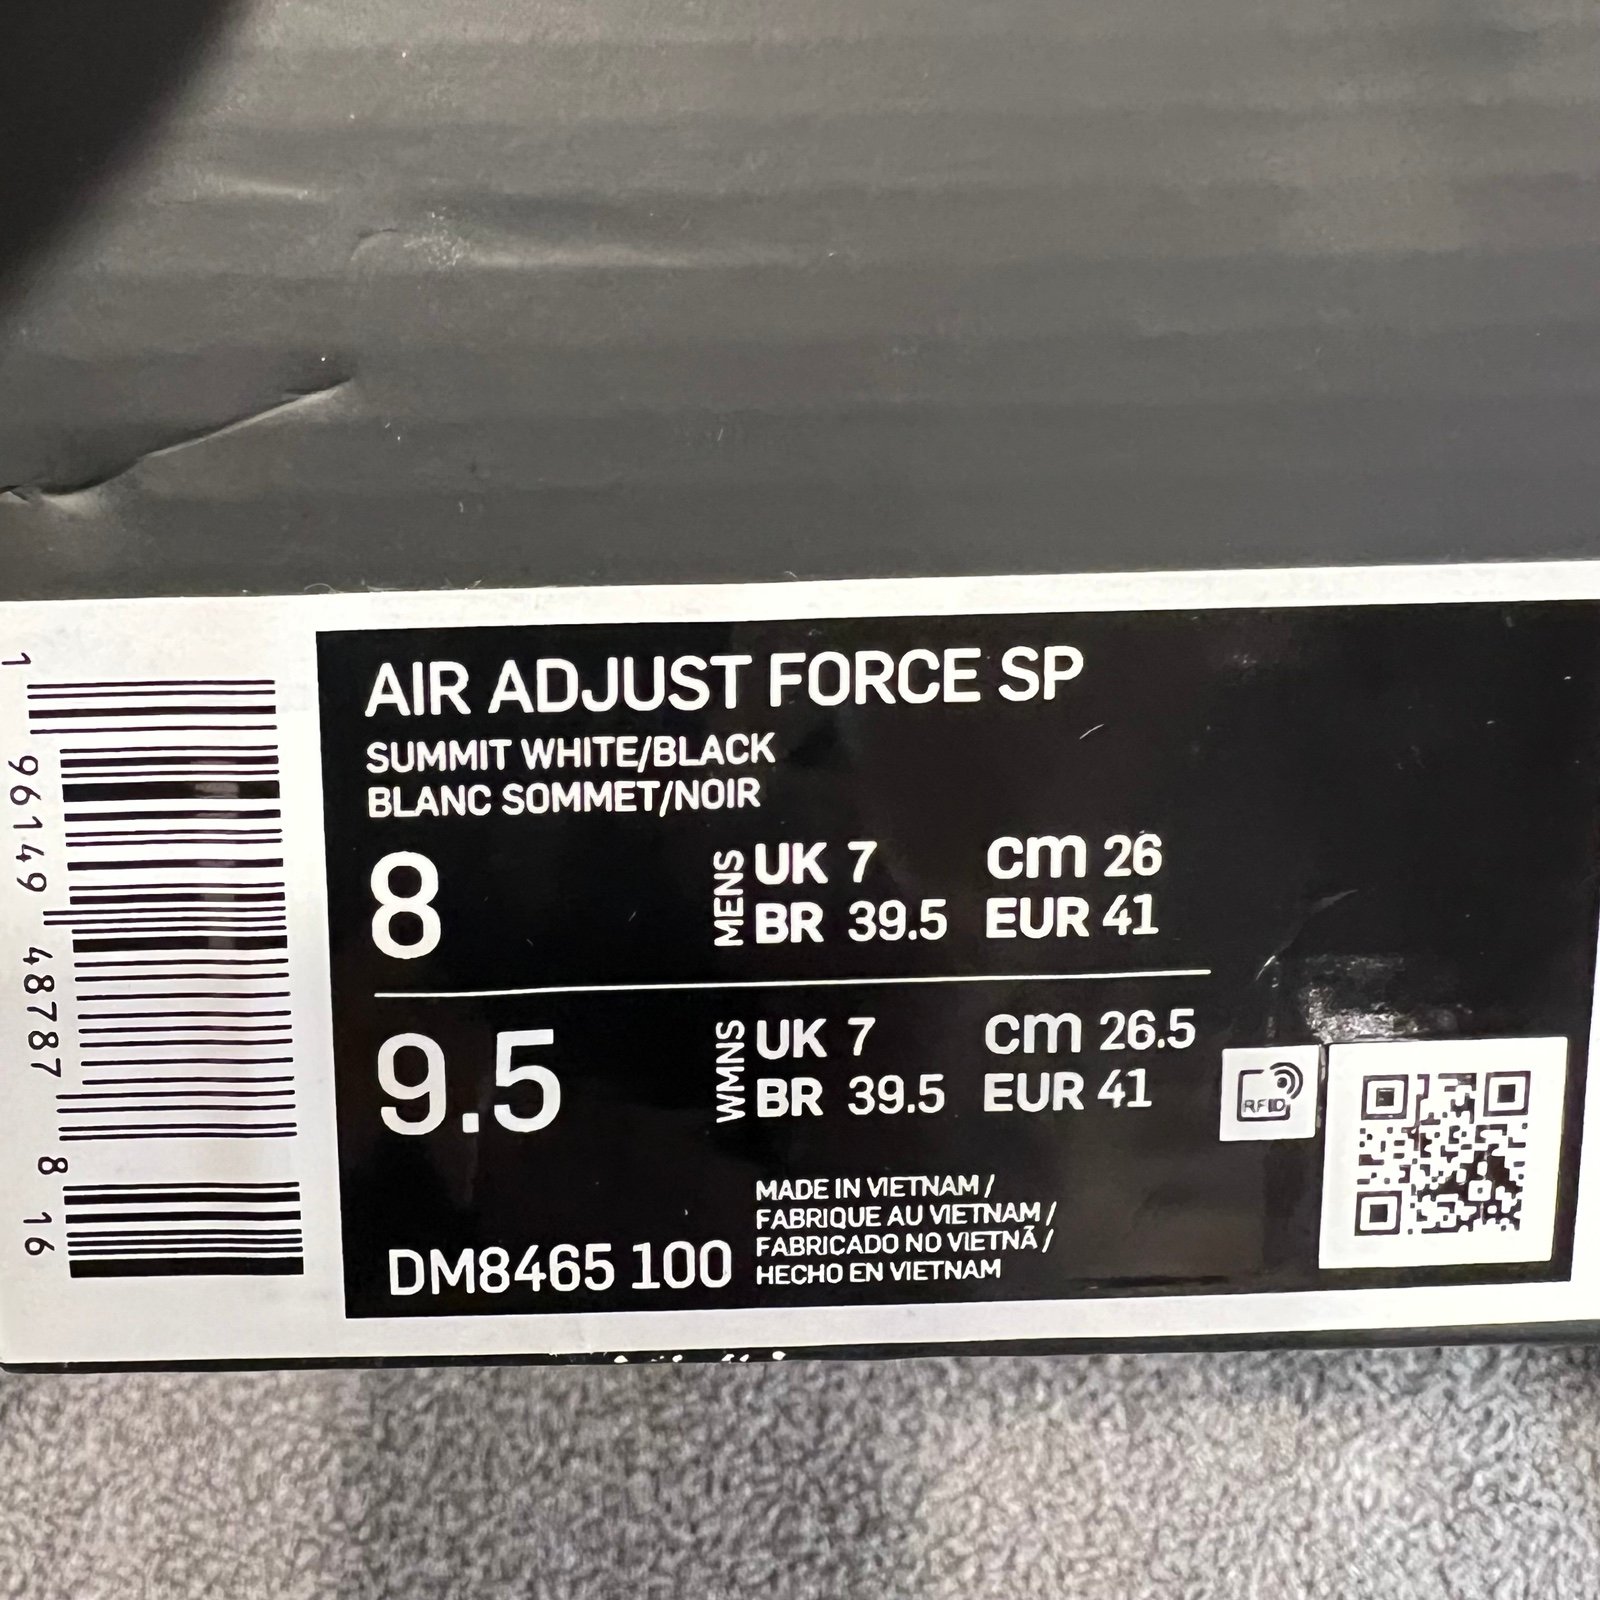 AIR ADJUST FORCE SP
SUMMIT WHITE/BLACK
BLANC SOMMET/NOIR
8
MENS
UK 7 cm 26
BR 39.5 EUR 41
9.5
WMNS
UK 7 cm 26.5
BR 39.5 EUR 41
RFID
MADE IN VIETNAM /
FABRIQUE AU VIETNAM /
FABRICADO NO VIETNÃ /
HECHO EN VIETNAM
DM8465 100
1 96149 48787 8 16